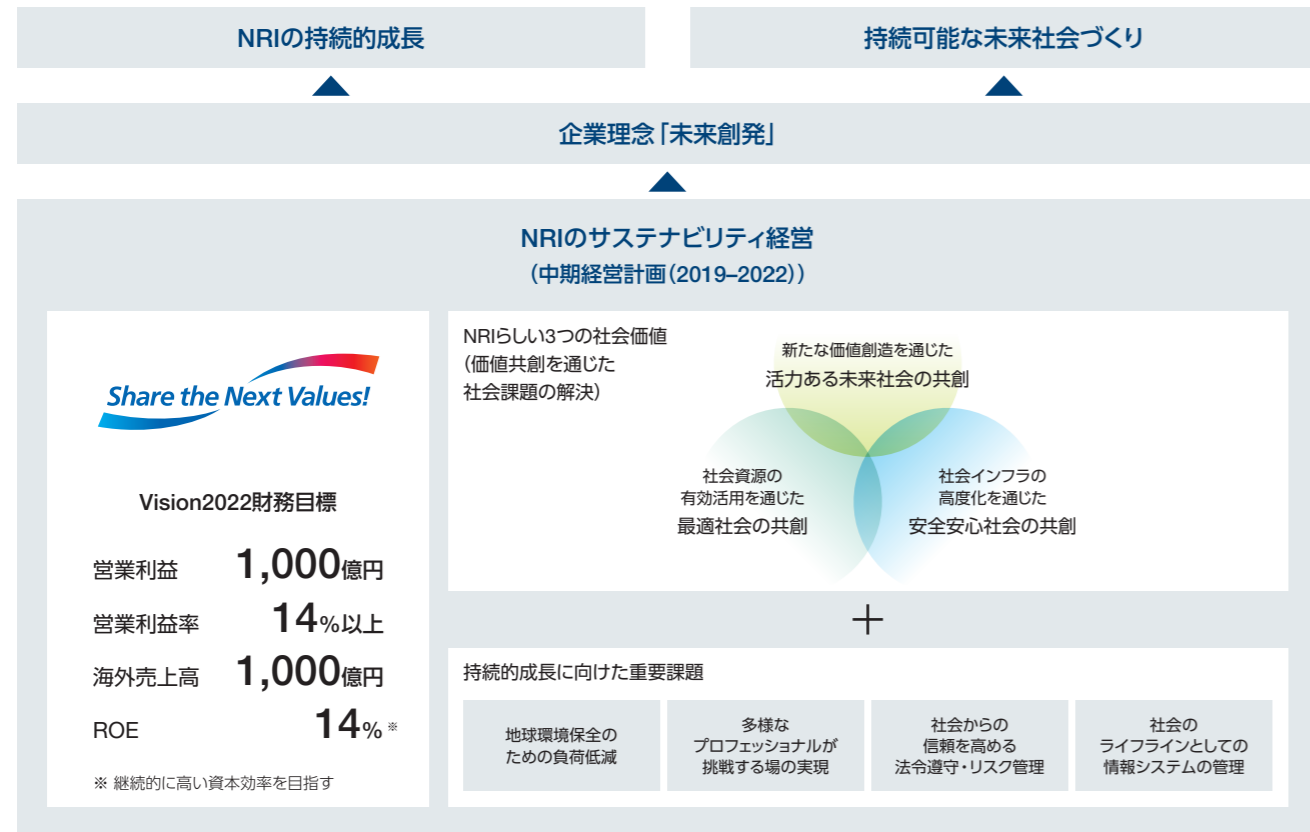 NRIの持続的成長
持続可能な未来社会づくり
企業理念「未来創発」
NRIのサステナビリティ経営
（中期経営計画（2019–2022））
Share the Next Values!
Vision2022財務目標
営業利益 1,000億円
営業利益率 14%以上
海外売上高 1,000億円
ROE 14%※
※ 継続的に高い資本効率を目指す
NRIらしい3つの社会価値
（価値共創を通じた
社会課題の解決）
新たな価値創造を通じた
活力ある未来社会の共創
社会資源の
有効活用を通じた
最適社会の共創
社会インフラの
高度化を通じた
安全安心社会の共創
＋
持続的成長に向けた重要課題
地球環境保全の
ための負荷低減
多様な
プロフェッショナルが
挑戦する場の実現
社会からの
信頼を高める
法令遵守・リスク管理
社会の
ライフラインとしての
情報システムの管理